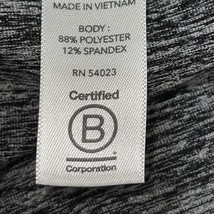 MADE IN VIETNAM
BODY:
88% POLYESTER
12% SPANDEX
RN 54023
Certified
B
Corporation